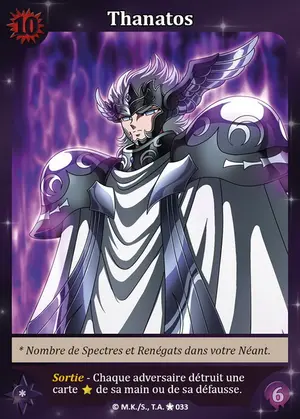 Thanatos
10
* Nombre de Spectres et Renégats dans votre Néant.
Sortie - Chaque adversaire détruit une
carte ⭐ de sa main ou de sa défausse.
*
© M.K./S., T.A. 033
6